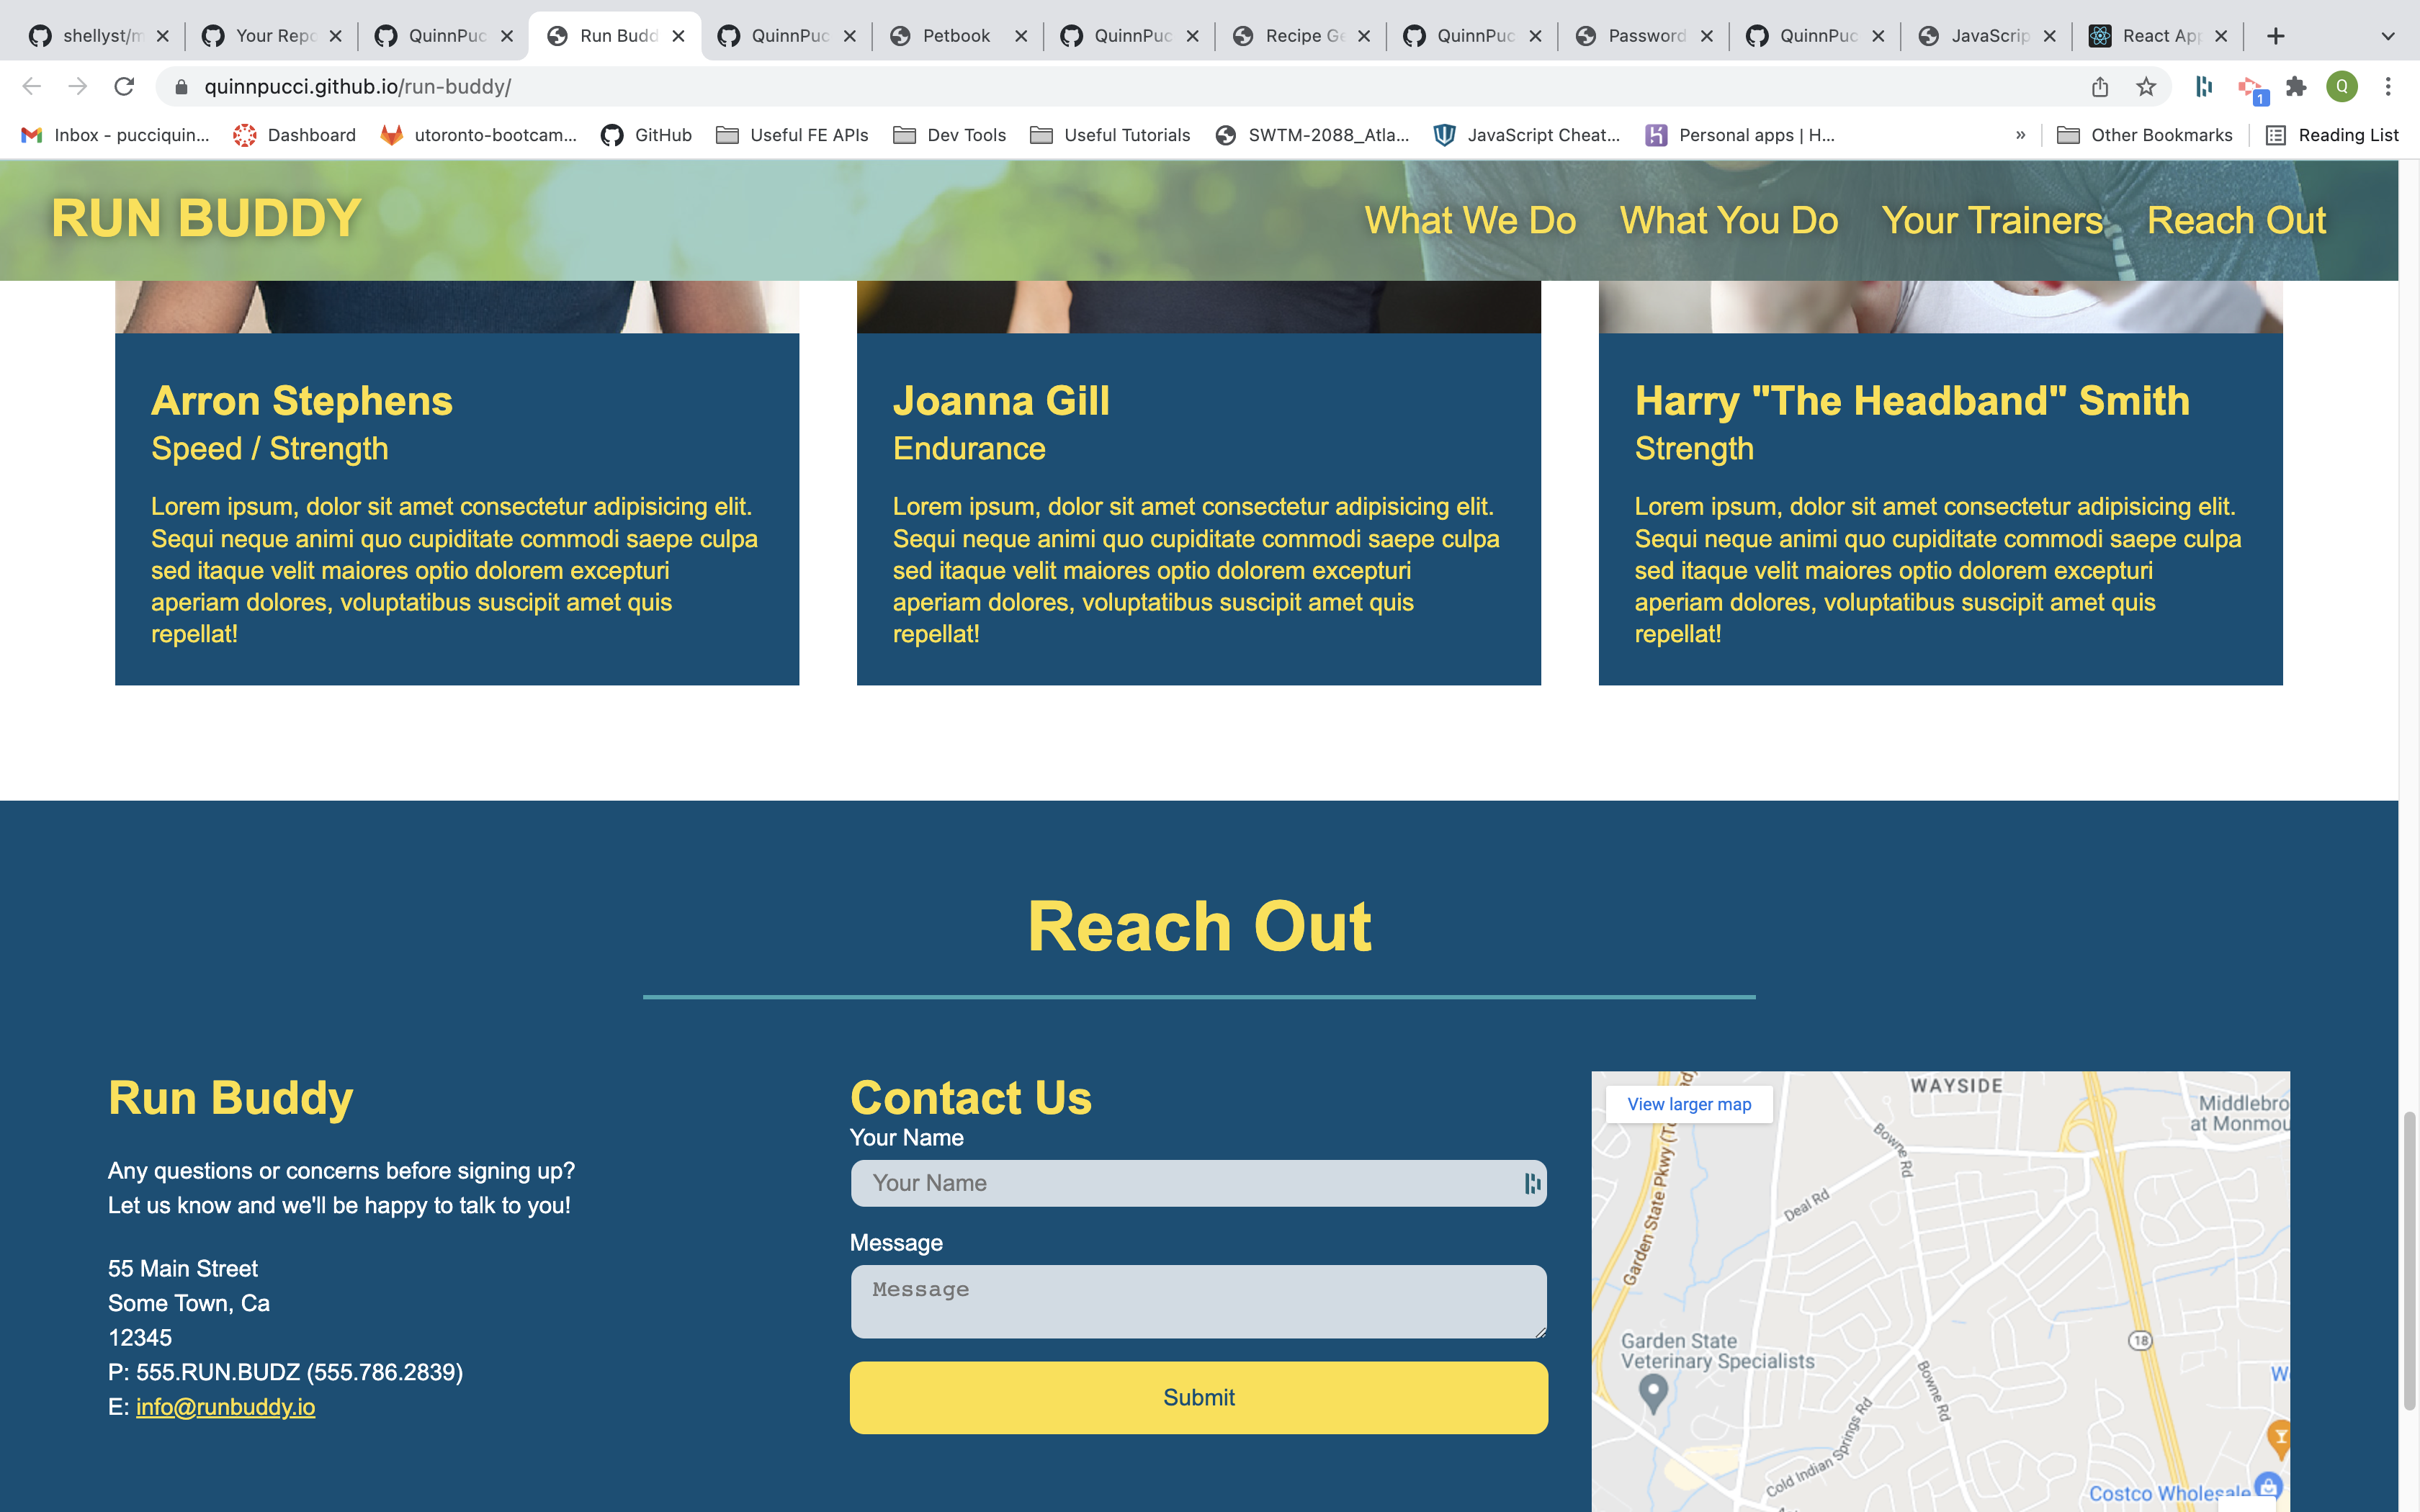 shellyst/m
Your Repo
QuinnPuc
Run Budd
QuinnPuc
Petbook
QuinnPuc
Recipe Ge
QuinnPuc
Password
QuinnPuc
JavaScrip
React App
quinnpucci.github.io/run-buddy/
1
Q
Inbox - pucciquin...
Dashboard
utoronto-bootcam...
GitHub
Useful FE APIs
Dev Tools
Useful Tutorials
SWTM-2088_Atla...
JavaScript Cheat...
Personal apps | H...
»
Other Bookmarks
Reading List
RUN BUDDY
What We Do
What You Do
Your Trainers
Reach Out
Arron Stephens
Speed / Strength
Lorem ipsum, dolor sit amet consectetur adipisicing elit.
Sequi neque animi quo cupiditate commodi saepe culpa
sed itaque velit maiores optio dolorem excepturi
aperiam dolores, voluptatibus suscipit amet quis
repellat!
Joanna Gill
Endurance
Lorem ipsum, dolor sit amet consectetur adipisicing elit.
Sequi neque animi quo cupiditate commodi saepe culpa
sed itaque velit maiores optio dolorem excepturi
aperiam dolores, voluptatibus suscipit amet quis
repellat!
Harry "The Headband" Smith
Strength
Lorem ipsum, dolor sit amet consectetur adipisicing elit.
Sequi neque animi quo cupiditate commodi saepe culpa
sed itaque velit maiores optio dolorem excepturi
aperiam dolores, voluptatibus suscipit amet quis
repellat!
Reach Out
Run Buddy
Any questions or concerns before signing up?
Let us know and we'll be happy to talk to you!
55 Main Street
Some Town, Ca
12345
P: 555.RUN.BUDZ (555.786.2839)
E: info@runbuddy.io
Contact Us
Your Name
Your Name
Message
Message
Submit
View larger map
WAYSIDE
Middlebro
at Monmou
Bowne Rd
Deal Rd
Garden State Pkwy
18
Garden State
Veterinary Specialists
Bowne Rd
Cold Indian Springs Rd
Costco Wholesale